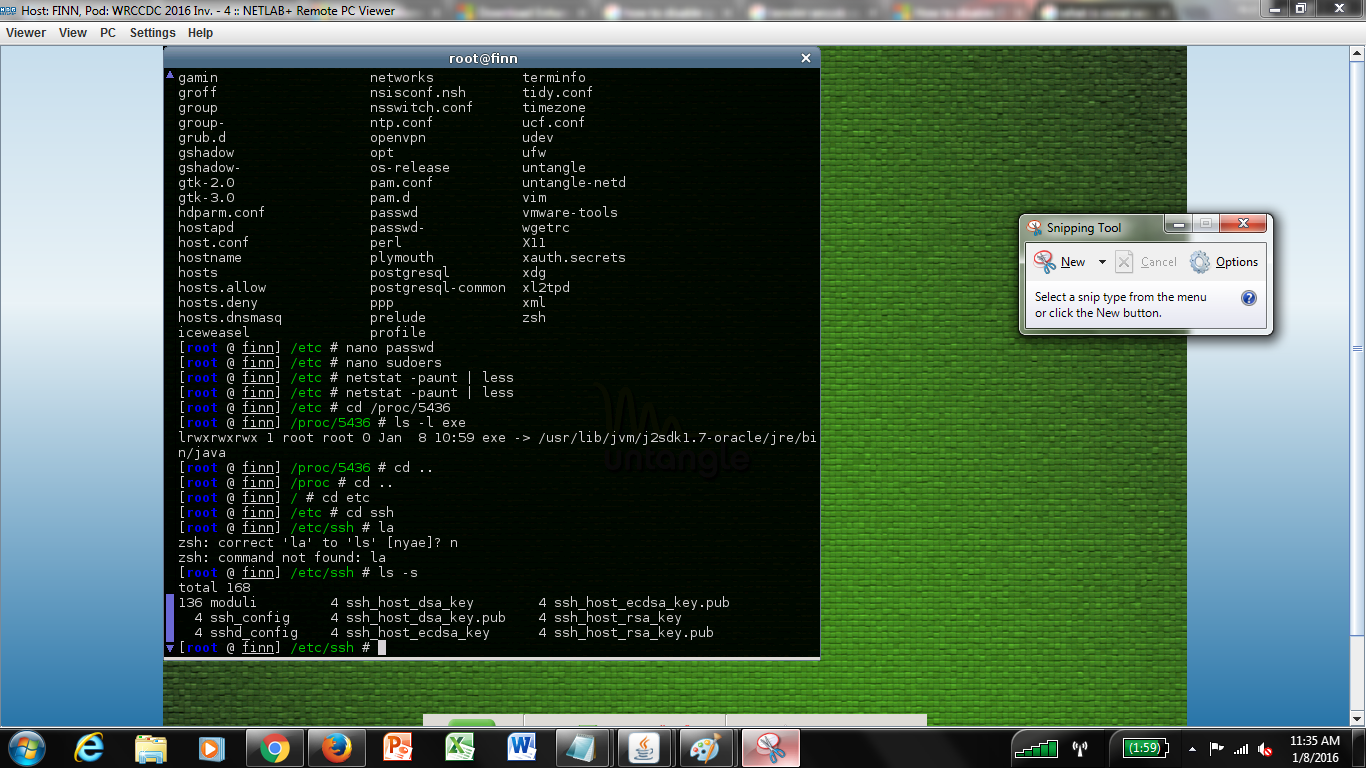 Host: FINN, Pod: WRCCDC 2016 Inv. - 4 :: NETLAB+ Remote PC Viewer
Viewer View PC Settings Help
root@finn
gamin networks terminfo
groff nsisconf.nsh tidy.conf
group nsswitch.conf timezone
group- ntp.conf ucf.conf
grub.d openvpn udev
gshadow opt ufw
gshadow- os-release untangle
gtk-2.0 pam.conf untangle-netd
gtk-3.0 pam.d vim
hdparm.conf passwd vmware-tools
hostapd passwd- wgetrc
host.conf perl X11
hostname plymouth xauth.secrets
hosts postgresql xdg
hosts.allow postgresql-common xl2tpd
hosts.deny ppp xml
hosts.dnsmasq prelude zsh
iceweasel profile
[root @ finn] /etc # nano passwd
[root @ finn] /etc # nano sudoers
[root @ finn] /etc # netstat -paunt | less
[root @ finn] /etc # netstat -paunt | less
[root @ finn] /etc # cd /proc/5436
[root @ finn] /proc/5436 # ls -l exe
lrwxrwxrwx 1 root root 0 Jan  8 10:59 exe -> /usr/lib/jvm/j2sdk1.7-oracle/jre/bi
n/java
[root @ finn] /proc/5436 # cd ..
[root @ finn] /proc # cd ..
[root @ finn] / # cd etc
[root @ finn] /etc # cd ssh
[root @ finn] /etc/ssh # la
zsh: correct 'la' to 'ls' [nyae]? n
zsh: command not found: la
[root @ finn] /etc/ssh # ls -s
total 168
136 moduli 4 ssh_host_dsa_key 4 ssh_host_ecdsa_key.pub
4 ssh_config 4 ssh_host_dsa_key.pub 4 ssh_host_rsa_key
4 sshd_config 4 ssh_host_ecdsa_key 4 ssh_host_rsa_key.pub
[root @ finn] /etc/ssh #
untangle
Snipping Tool
New Cancel Options
Select a snip type from the menu
or click the New button.
(1:59)
11:35 AM
1/8/2016